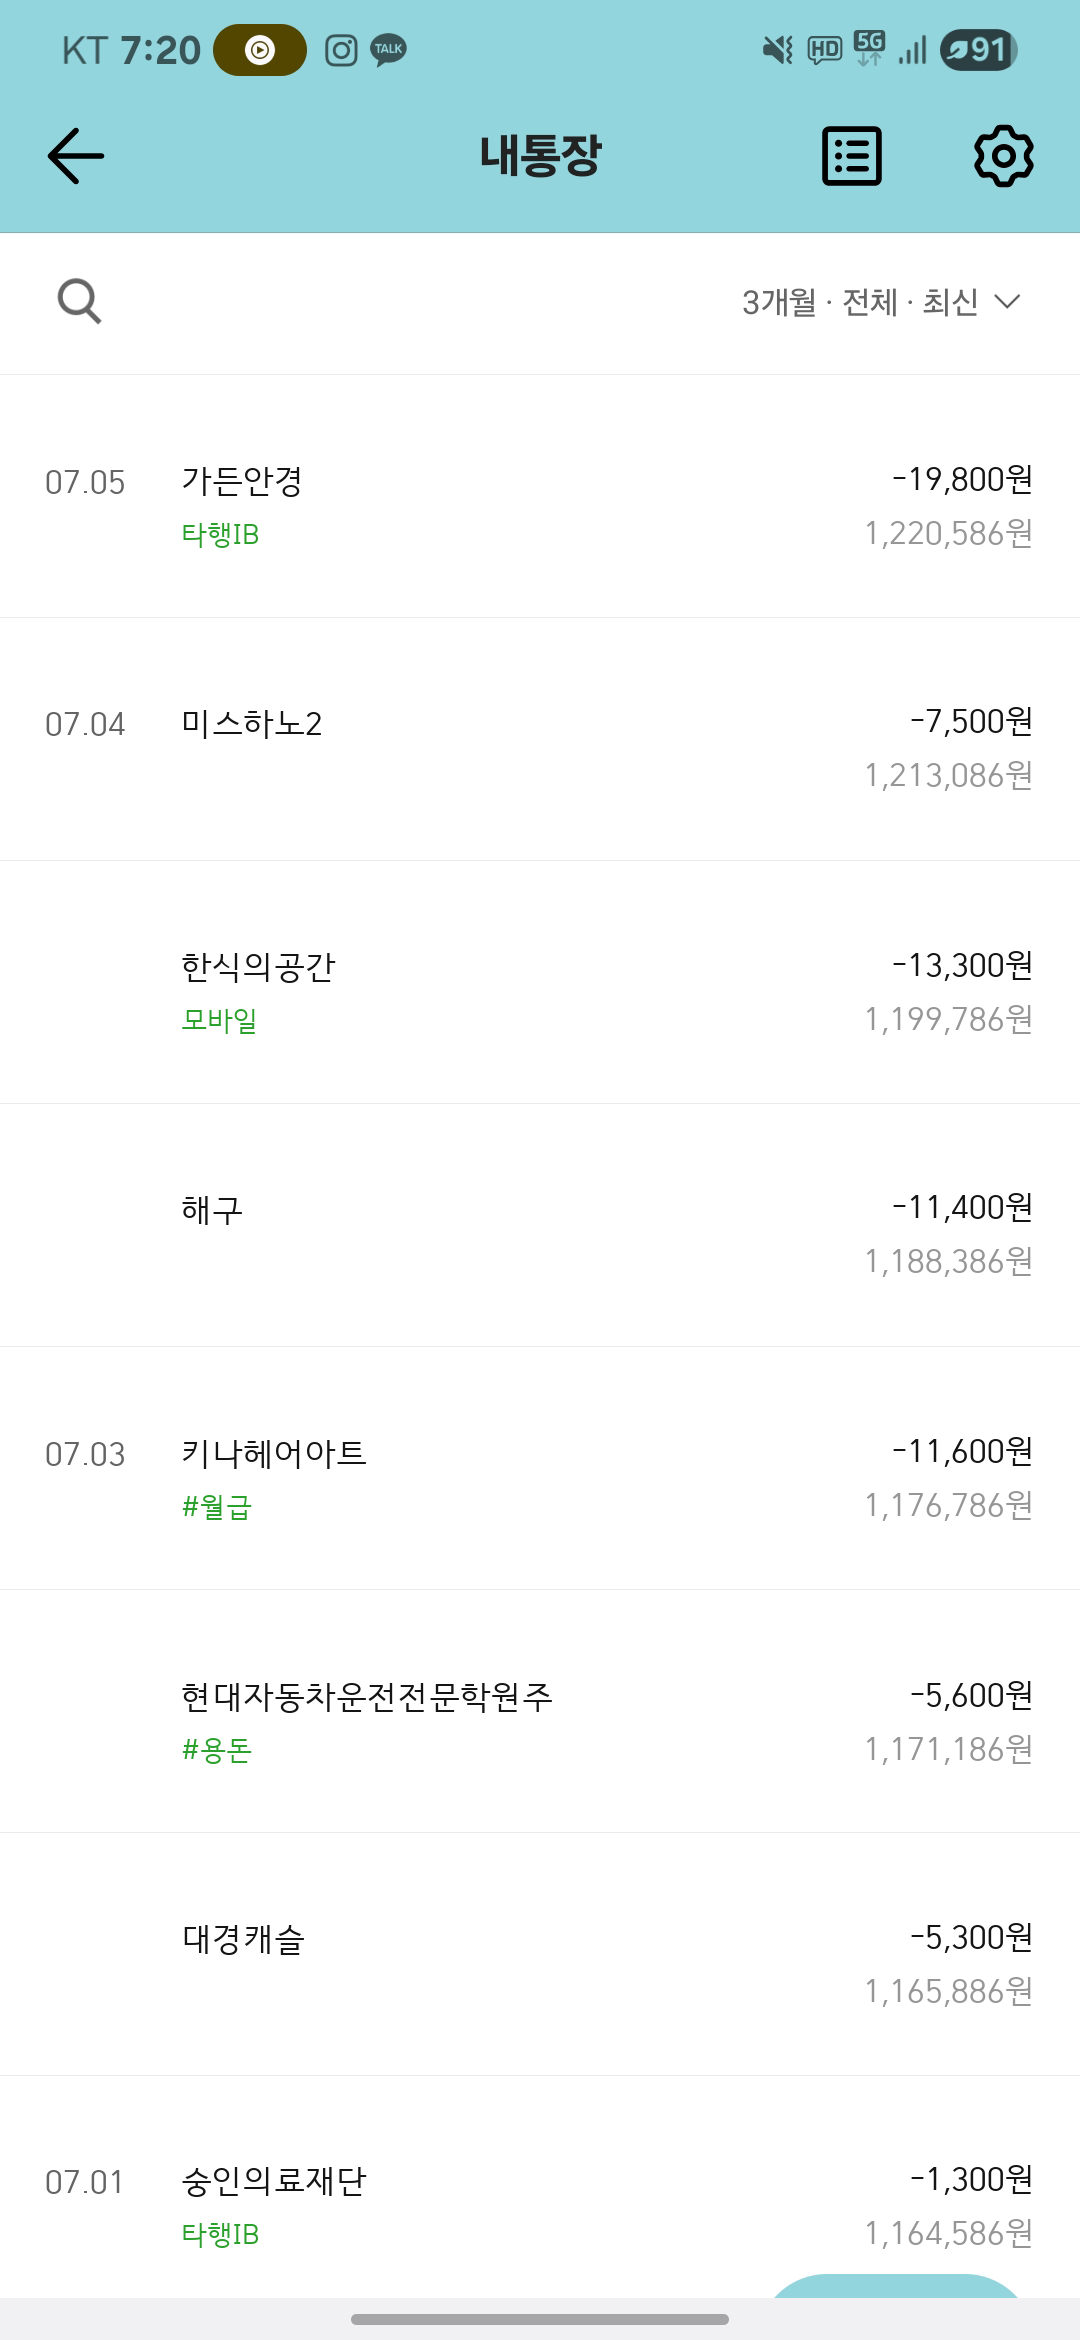 KT 7:20 TALK HD 5G 91
내통장
3개월 · 전체 · 최신
07.05 가든안경 -19,800원
타행IB 1,220,586원
07.04 미스하노2 -7,500원
1,213,086원
한식의공간 -13,300원
모바일 1,199,786원
해구 -11,400원
1,188,386원
07.03 키나헤어아트 -11,600원
#월급 1,176,786원
현대자동차운전전문학원주 -5,600원
#용돈 1,171,186원
대경캐슬 -5,300원
1,165,886원
07.01 숭인의료재단 -1,300원
타행IB 1,164,586원